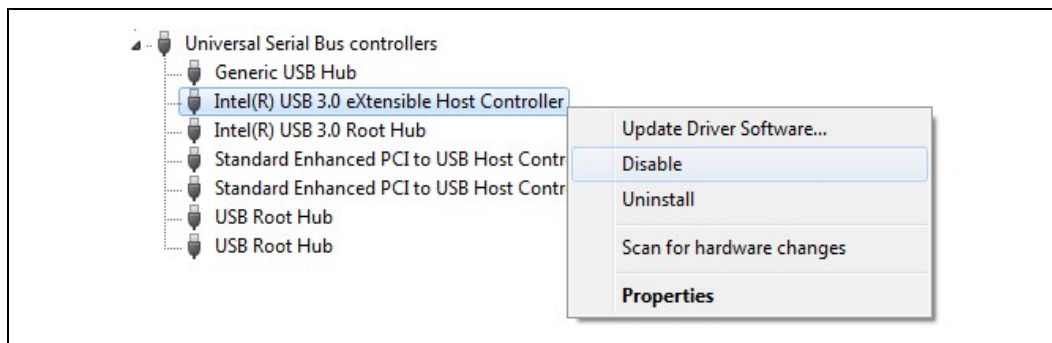 Universal Serial Bus controllers
Generic USB Hub
Intel(R) USB 3.0 eXtensible Host Controller
Intel(R) USB 3.0 Root Hub
Standard Enhanced PCI to USB Host Contr
Standard Enhanced PCI to USB Host Contr
USB Root Hub
USB Root Hub
Update Driver Software...
Disable
Uninstall
Scan for hardware changes
Properties